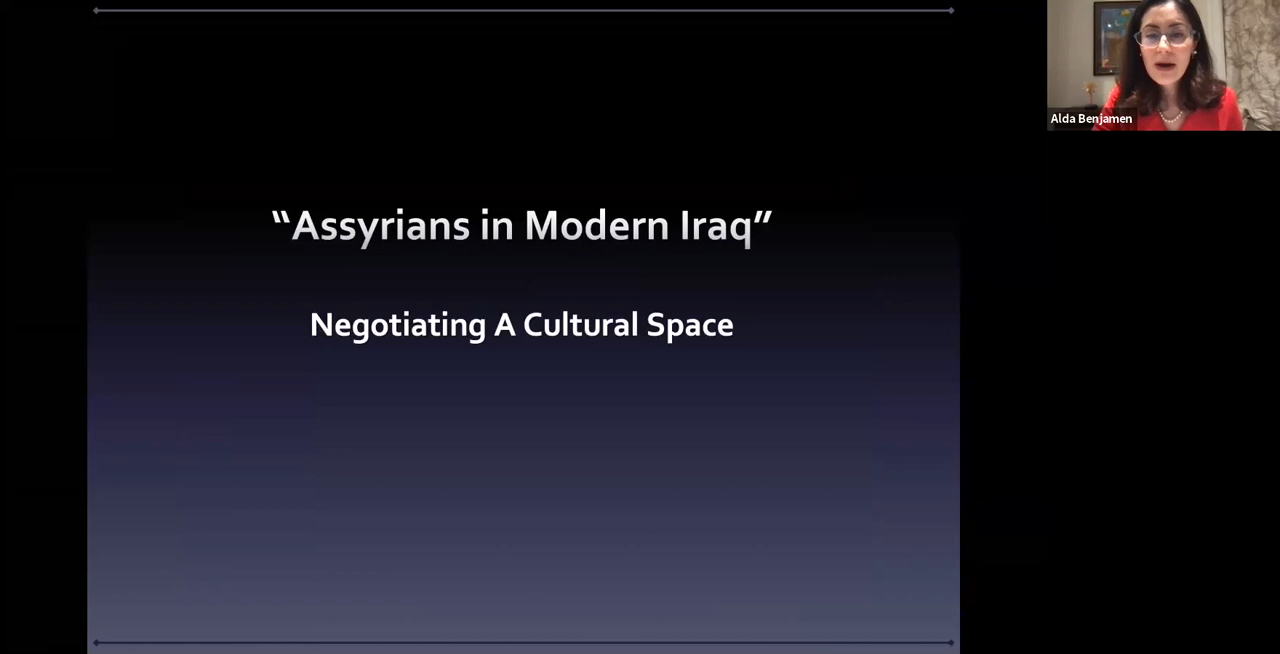 Alda Benjamen
“Assyrians in Modern Iraq”
Negotiating A Cultural Space